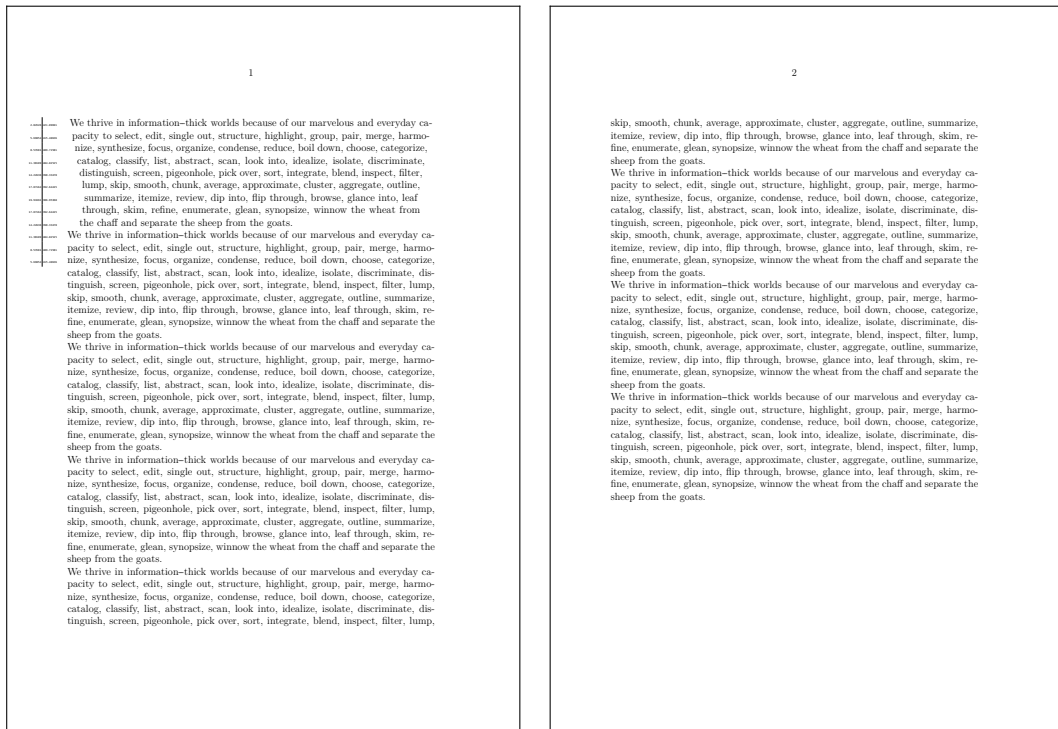 1
We thrive in information–thick worlds because of our marvelous and everyday ca-
pacity to select, edit, single out, structure, highlight, group, pair, merge, harmo-
nize, synthesize, focus, organize, condense, reduce, boil down, choose, categorize,
catalog, classify, list, abstract, scan, look into, idealize, isolate, discriminate,
distinguish, screen, pigeonhole, pick over, sort, integrate, blend, inspect, filter,
lump, skip, smooth, chunk, average, approximate, cluster, aggregate, outline,
summarize, itemize, review, dip into, flip through, browse, glance into, leaf
through, skim, refine, enumerate, glean, synopsize, winnow the wheat from
the chaff and separate the sheep from the goats.
We thrive in information–thick worlds because of our marvelous and everyday ca-
pacity to select, edit, single out, structure, highlight, group, pair, merge, harmo-
nize, synthesize, focus, organize, condense, reduce, boil down, choose, categorize,
catalog, classify, list, abstract, scan, look into, idealize, isolate, discriminate, dis-
tinguish, screen, pigeonhole, pick over, sort, integrate, blend, inspect, filter, lump,
skip, smooth, chunk, average, approximate, cluster, aggregate, outline, summarize,
itemize, review, dip into, flip through, browse, glance into, leaf through, skim, re-
fine, enumerate, glean, synopsize, winnow the wheat from the chaff and separate the
sheep from the goats.
We thrive in information–thick worlds because of our marvelous and everyday ca-
pacity to select, edit, single out, structure, highlight, group, pair, merge, harmo-
nize, synthesize, focus, organize, condense, reduce, boil down, choose, categorize,
catalog, classify, list, abstract, scan, look into, idealize, isolate, discriminate, dis-
tinguish, screen, pigeonhole, pick over, sort, integrate, blend, inspect, filter, lump,
skip, smooth, chunk, average, approximate, cluster, aggregate, outline, summarize,
itemize, review, dip into, flip through, browse, glance into, leaf through, skim, re-
fine, enumerate, glean, synopsize, winnow the wheat from the chaff and separate the
sheep from the goats.
We thrive in information–thick worlds because of our marvelous and everyday ca-
pacity to select, edit, single out, structure, highlight, group, pair, merge, harmo-
nize, synthesize, focus, organize, condense, reduce, boil down, choose, categorize,
catalog, classify, list, abstract, scan, look into, idealize, isolate, discriminate, dis-
tinguish, screen, pigeonhole, pick over, sort, integrate, blend, inspect, filter, lump,
skip, smooth, chunk, average, approximate, cluster, aggregate, outline, summarize,
itemize, review, dip into, flip through, browse, glance into, leaf through, skim, re-
fine, enumerate, glean, synopsize, winnow the wheat from the chaff and separate the
sheep from the goats.
We thrive in information–thick worlds because of our marvelous and everyday ca-
pacity to select, edit, single out, structure, highlight, group, pair, merge, harmo-
nize, synthesize, focus, organize, condense, reduce, boil down, choose, categorize,
catalog, classify, list, abstract, scan, look into, idealize, isolate, discriminate, dis-
tinguish, screen, pigeonhole, pick over, sort, integrate, blend, inspect, filter, lump,
2
skip, smooth, chunk, average, approximate, cluster, aggregate, outline, summarize,
itemize, review, dip into, flip through, browse, glance into, leaf through, skim, re-
fine, enumerate, glean, synopsize, winnow the wheat from the chaff and separate the
sheep from the goats.
We thrive in information–thick worlds because of our marvelous and everyday ca-
pacity to select, edit, single out, structure, highlight, group, pair, merge, harmo-
nize, synthesize, focus, organize, condense, reduce, boil down, choose, categorize,
catalog, classify, list, abstract, scan, look into, idealize, isolate, discriminate, dis-
tinguish, screen, pigeonhole, pick over, sort, integrate, blend, inspect, filter, lump,
skip, smooth, chunk, average, approximate, cluster, aggregate, outline, summarize,
itemize, review, dip into, flip through, browse, glance into, leaf through, skim, re-
fine, enumerate, glean, synopsize, winnow the wheat from the chaff and separate the
sheep from the goats.
We thrive in information–thick worlds because of our marvelous and everyday ca-
pacity to select, edit, single out, structure, highlight, group, pair, merge, harmo-
nize, synthesize, focus, organize, condense, reduce, boil down, choose, categorize,
catalog, classify, list, abstract, scan, look into, idealize, isolate, discriminate, dis-
tinguish, screen, pigeonhole, pick over, sort, integrate, blend, inspect, filter, lump,
skip, smooth, chunk, average, approximate, cluster, aggregate, outline, summarize,
itemize, review, dip into, flip through, browse, glance into, leaf through, skim, re-
fine, enumerate, glean, synopsize, winnow the wheat from the chaff and separate the
sheep from the goats.
We thrive in information–thick worlds because of our marvelous and everyday ca-
pacity to select, edit, single out, structure, highlight, group, pair, merge, harmo-
nize, synthesize, focus, organize, condense, reduce, boil down, choose, categorize,
catalog, classify, list, abstract, scan, look into, idealize, isolate, discriminate, dis-
tinguish, screen, pigeonhole, pick over, sort, integrate, blend, inspect, filter, lump,
skip, smooth, chunk, average, approximate, cluster, aggregate, outline, summarize,
itemize, review, dip into, flip through, browse, glance into, leaf through, skim, re-
fine, enumerate, glean, synopsize, winnow the wheat from the chaff and separate the
sheep from the goats.